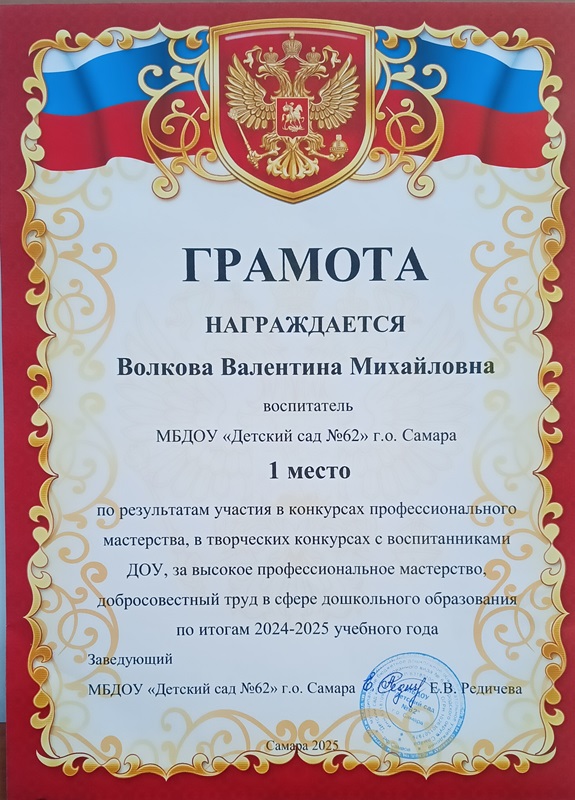 ГРАМОТА
НАГРАЖДАЕТСЯ
Волкова Валентина Михайловна
воспитатель
МБДОУ «Детский сад №62» г.о. Самара
1 место
по результатам участия в конкурсах профессионального
мастерства, в творческих конкурсах с воспитанниками
ДОУ, за высокое профессиональное мастерство,
добросовестный труд в сфере дошкольного образования
по итогам 2024-2025 учебного года
Заведующий
МБДОУ «Детский сад №62» г.о. Самара Е.В. Редичева
Самара 2025